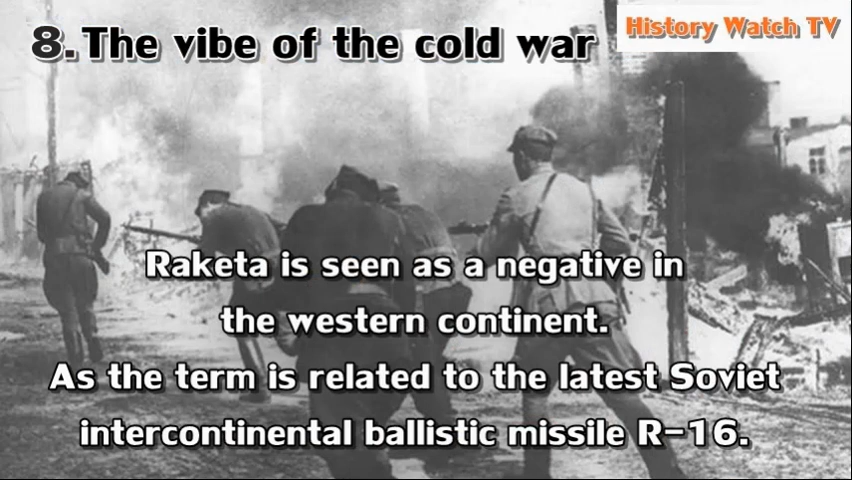 8. The vibe of the cold war
History Watch TV
Raketa is seen as a negative in
the western continent.
As the term is related to the latest Soviet
intercontinental ballistic missile R-16.